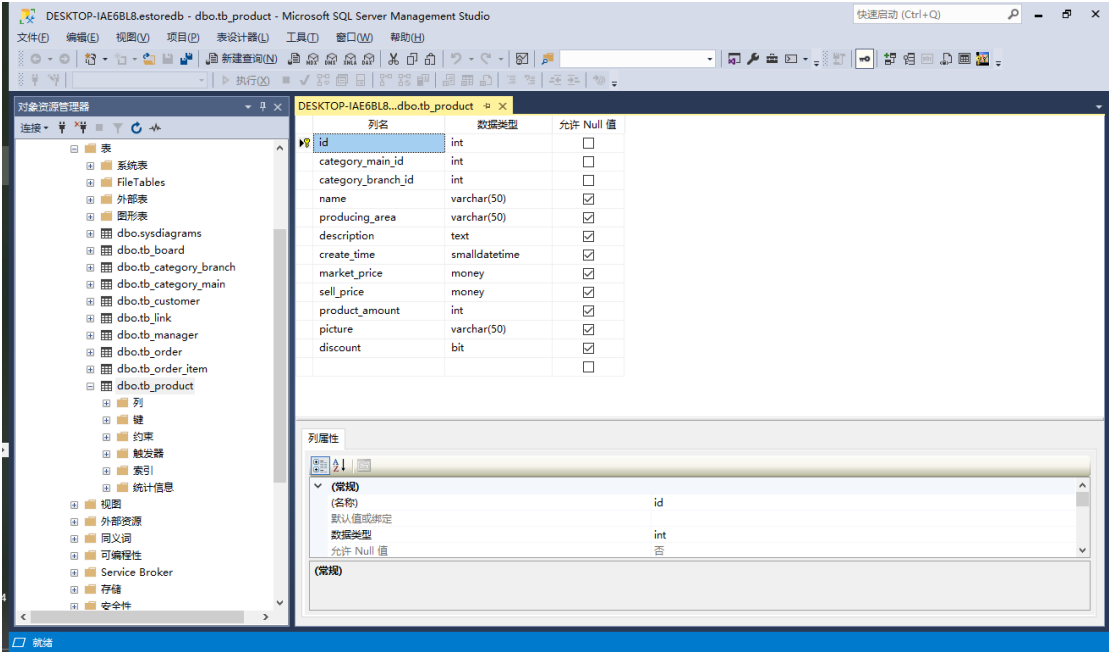 DESKTOP-IAE6BL8.estoredb - dbo.tb_product - Microsoft SQL Server Management Studio
快速启动 (Ctrl+Q)
文件(F) 编辑(E) 视图(V) 项目(P) 表设计器(L) 工具(T) 窗口(W) 帮助(H)
新建查询(N)
执行(X)
对象资源管理器
连接
表
系统表
FileTables
外部表
图形表
dbo.sysdiagrams
dbo.tb_board
dbo.tb_category_branch
dbo.tb_category_main
dbo.tb_customer
dbo.tb_link
dbo.tb_manager
dbo.tb_order
dbo.tb_order_item
dbo.tb_product
列
键
约束
触发器
索引
统计信息
视图
外部资源
同义词
可编程性
Service Broker
存储
安全性
DESKTOP-IAE6BL8...dbo.tb_product
列名 数据类型 允许 Null 值
id int
category_main_id int
category_branch_id int
name varchar(50)
producing_area varchar(50)
description text
create_time smalldatetime
market_price money
sell_price money
product_amount int
picture varchar(50)
discount bit
列属性
(常规)
(名称) id
默认值或绑定
数据类型 int
允许 Null 值 否
(常规)
就绪